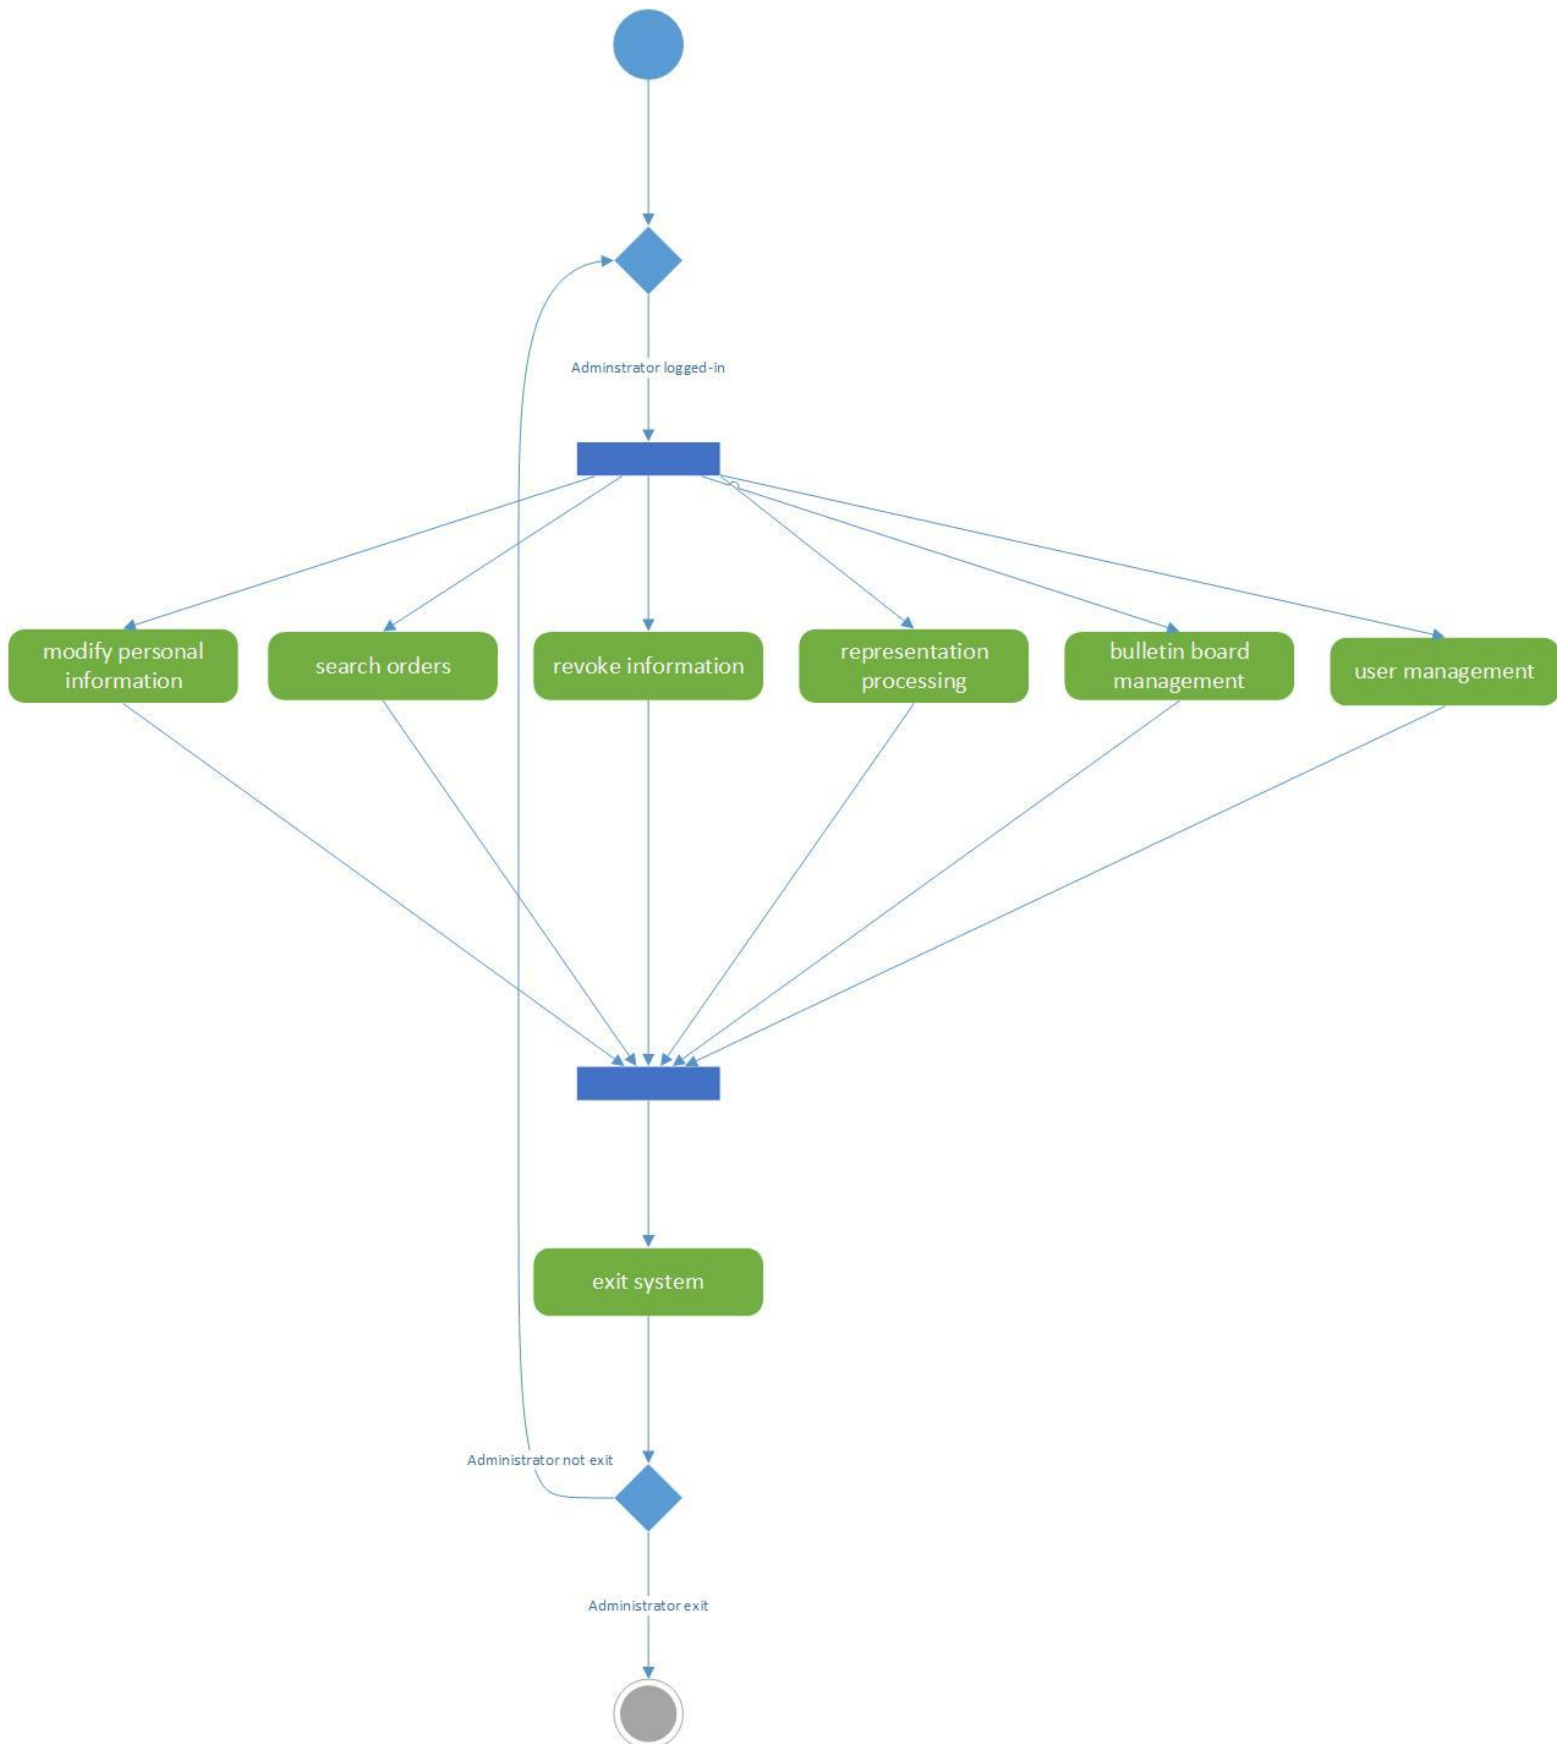 Adminstrator logged-in
modify personal
information
search orders
revoke information
representation
processing
bulletin board
management
user management
exit system
Administrator not exit
Administrator exit